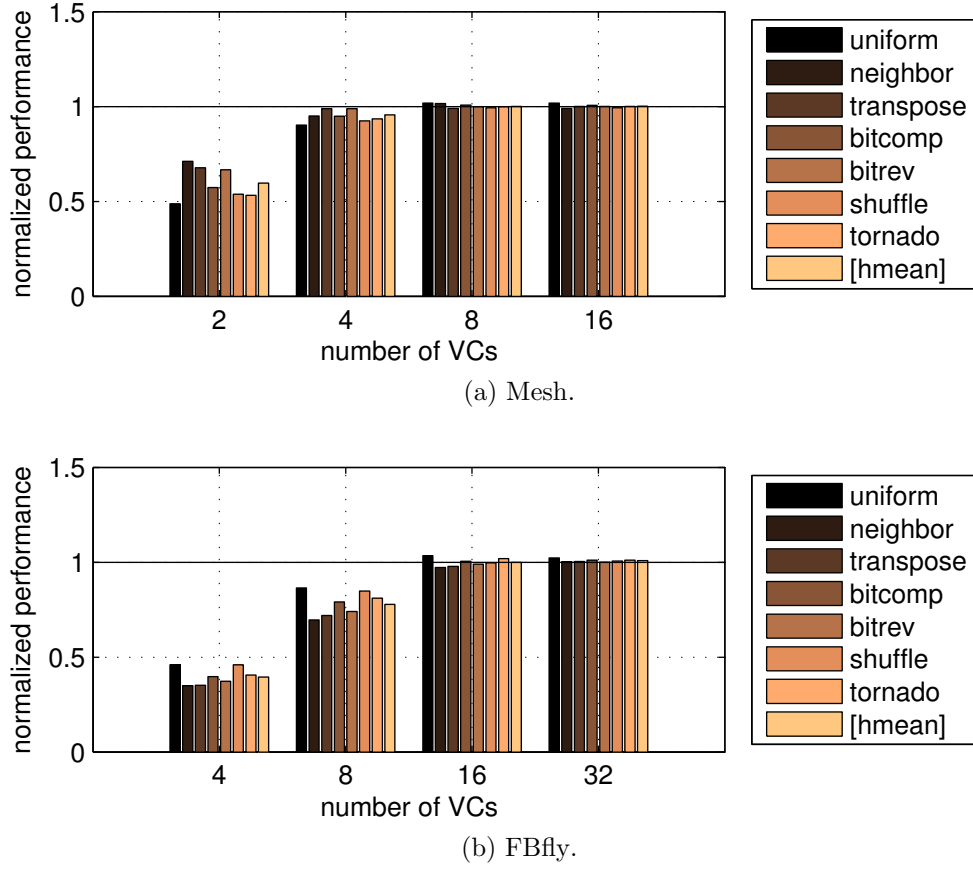 1.5
1
0.5
0
normalized performance
2 4 8 16
number of VCs
uniform
neighbor
transpose
bitcomp
bitrev
shuffle
tornado
[hmean]
(a) Mesh.
1.5
1
0.5
0
normalized performance
4 8 16 32
number of VCs
uniform
neighbor
transpose
bitcomp
bitrev
shuffle
tornado
[hmean]
(b) FBfly.